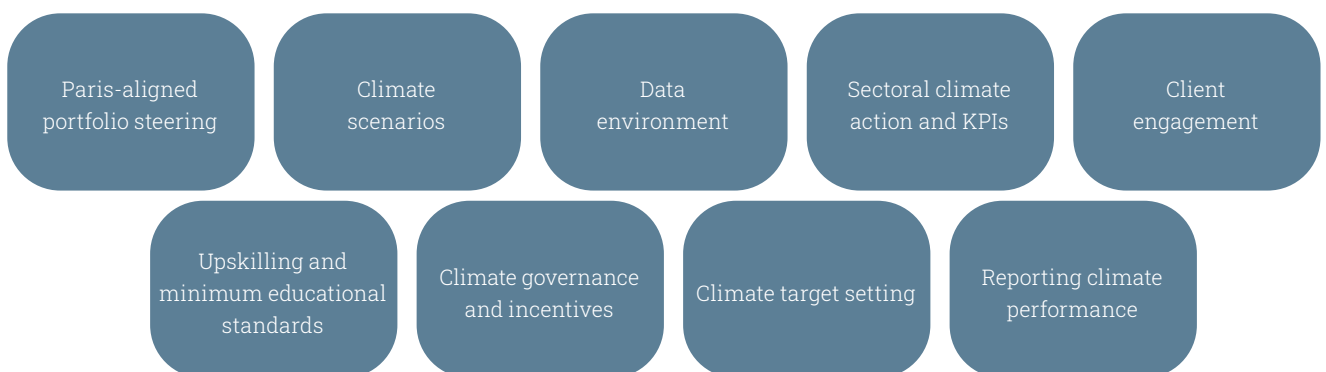 Paris-aligned
portfolio steering
Climate
scenarios
Data
environment
Sectoral climate
action and KPIs
Client
engagement
Upskilling and
minimum educational
standards
Climate governance
and incentives
Climate target setting
Reporting climate
performance